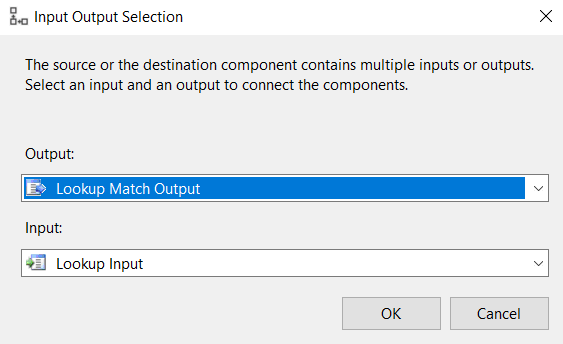 Input Output Selection
The source or the destination component contains multiple inputs or outputs.
Select an input and an output to connect the components.
Output:
Lookup Match Output
Input:
Lookup Input
OK Cancel